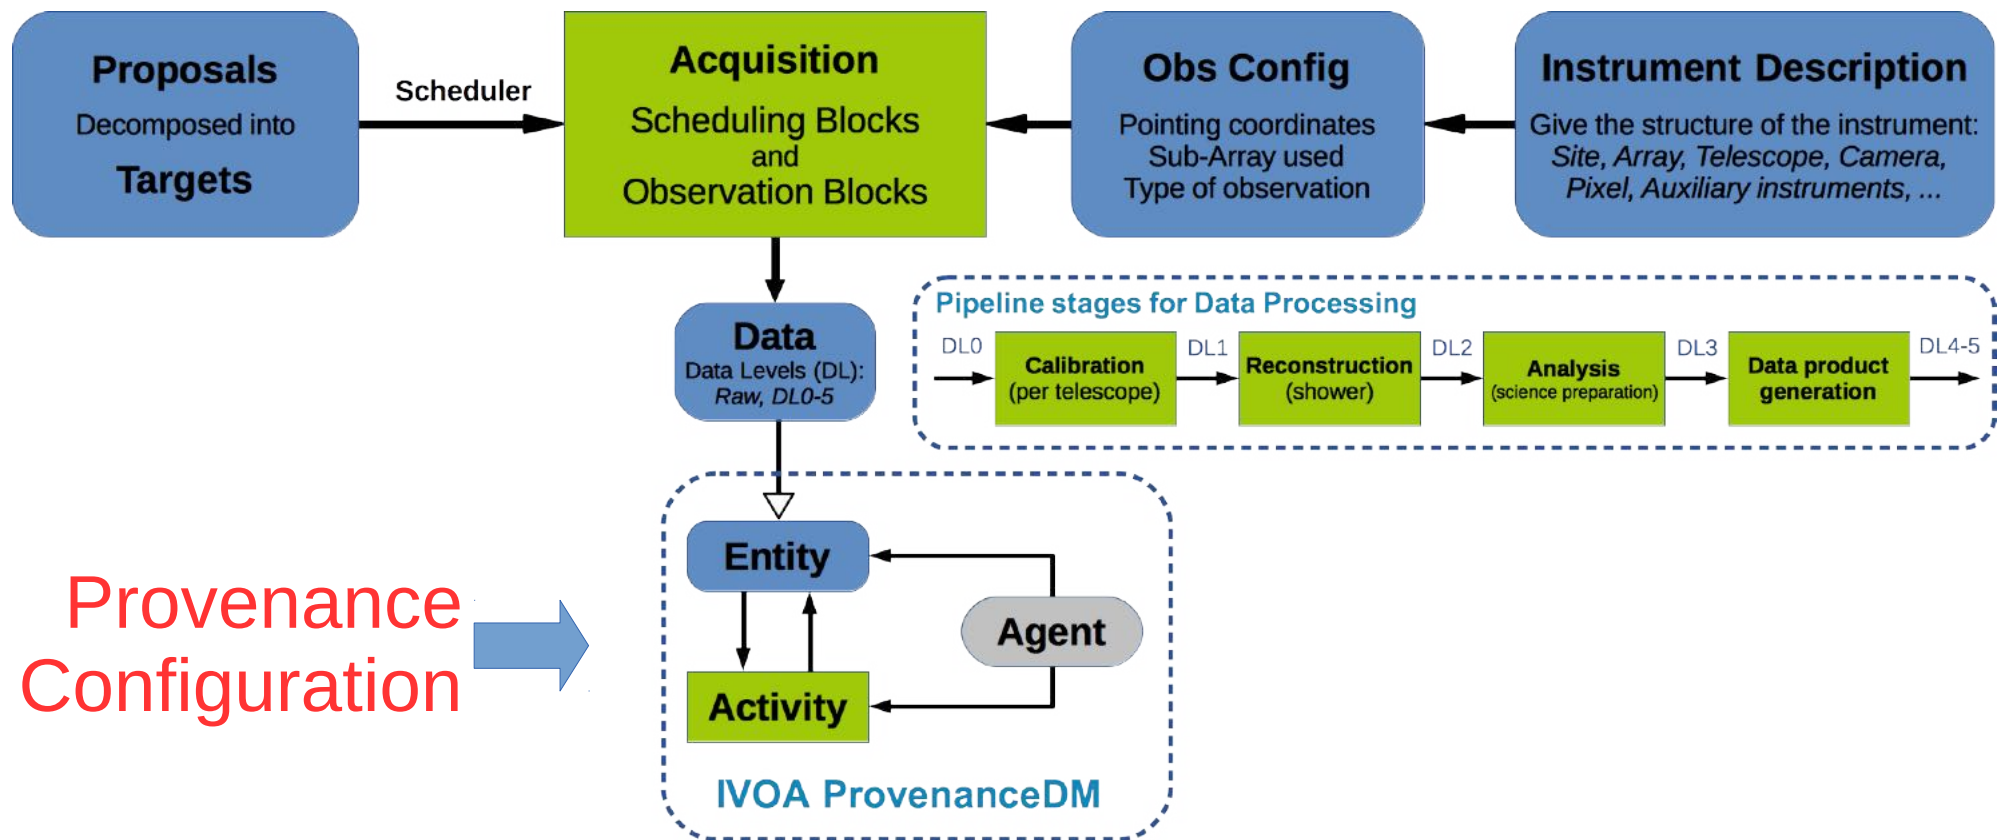 Proposals
Decomposed into
Targets
Scheduler
Acquisition
Scheduling Blocks
and
Observation Blocks
Obs Config
Pointing coordinates
Sub-Array used
Type of observation
Instrument Description
Give the structure of the instrument:
Site, Array, Telescope, Camera,
Pixel, Auxiliary instruments, ...
Data
Data Levels (DL):
Raw, DL0-5
Pipeline stages for Data Processing
DL0
Calibration
(per telescope)
DL1
Reconstruction
(shower)
DL2
Analysis
(science preparation)
DL3
Data product
generation
DL4-5
Provenance
Configuration
Entity
Agent
Activity
IVOA ProvenanceDM